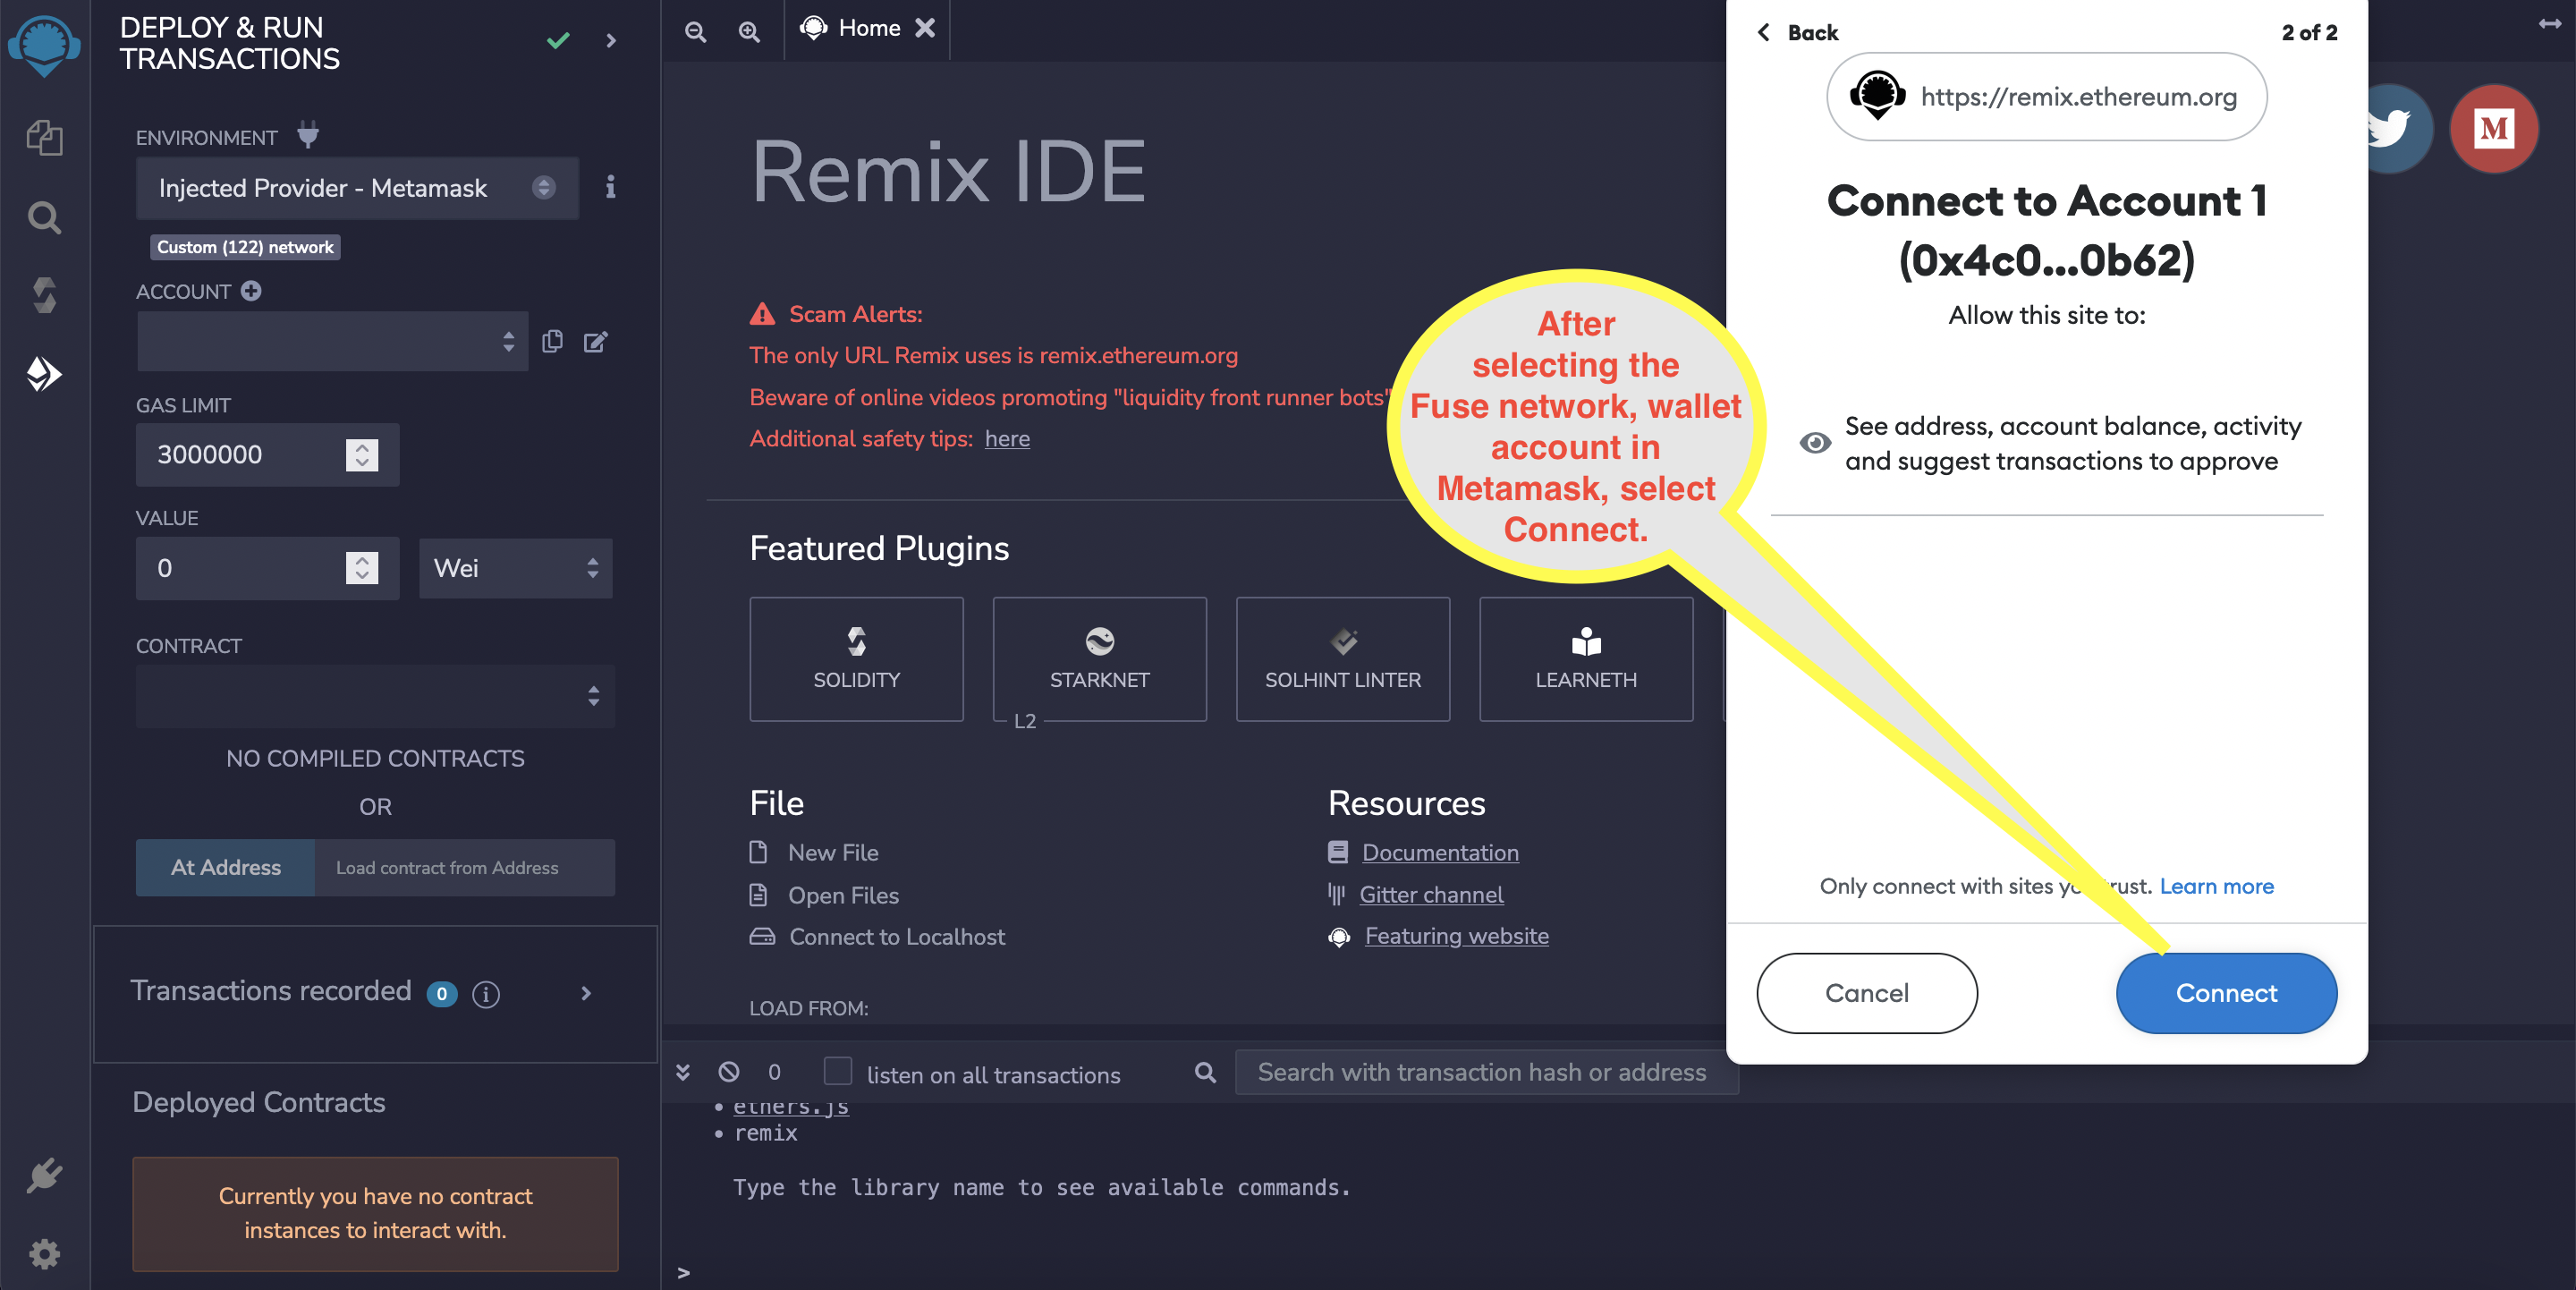 DEPLOY & RUN
TRANSACTIONS
ENVIRONMENT
Injected Provider - Metamask
Custom (122) network
ACCOUNT
GAS LIMIT
3000000
VALUE
0
Wei
CONTRACT
NO COMPILED CONTRACTS
OR
At Address
Load contract from Address
Transactions recorded 0
Deployed Contracts
Currently you have no contract
instances to interact with.
Home
Remix IDE
Scam Alerts:
The only URL Remix uses is remix.ethereum.org
Beware of online videos promoting "liquidity front runner bots"
Additional safety tips: here
Featured Plugins
SOLIDITY
STARKNET
L2
SOLHINT LINTER
LEARNETH
File
New File
Open Files
Connect to Localhost
LOAD FROM:
Resources
Documentation
Gitter channel
Featuring website
0
listen on all transactions
Search with transaction hash or address
ethers.js
remix
Type the library name to see available commands.
>
After
selecting the
Fuse network, wallet
account in
Metamask, select
Connect.
Back
2 of 2
https://remix.ethereum.org
Connect to Account 1
(0x4c0...0b62)
Allow this site to:
See address, account balance, activity
and suggest transactions to approve
Only connect with sites yo rust. Learn more
Cancel
Connect
M